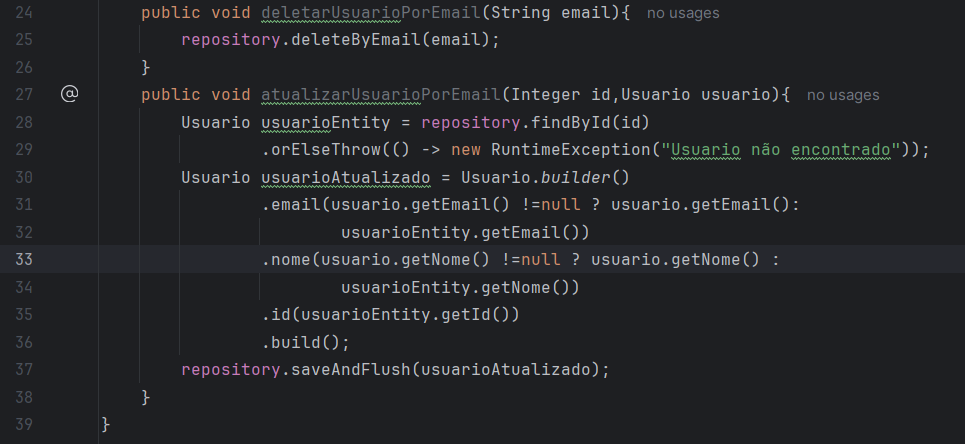 24 public void deletarUsuarioPorEmail(String email){ no usages
25 repository.deleteByEmail(email);
26 }
27 @ public void atualizarUsuarioPorEmail(Integer id,Usuario usuario){ no usages
28 Usuario usuarioEntity = repository.findById(id)
29 .orElseThrow(() -> new RuntimeException("Usuario não encontrado"));
30 Usuario usuarioAtualizado = Usuario.builder()
31 .email(usuario.getEmail() !=null ? usuario.getEmail():
32 usuarioEntity.getEmail())
33 .nome(usuario.getNome() !=null ? usuario.getNome() :
34 usuarioEntity.getNome())
35 .id(usuarioEntity.getId())
36 .build();
37 repository.saveAndFlush(usuarioAtualizado);
38 }
39 }